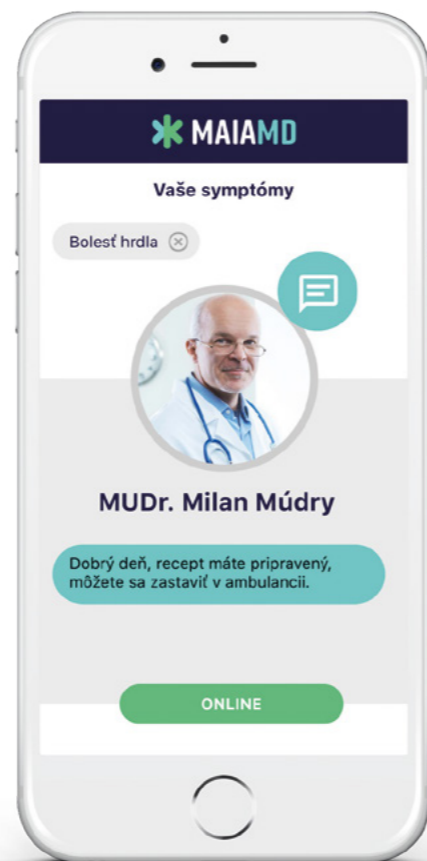 MAIAMD
Vaše symptómy
Bolesť hrdla
MUDr. Milan Múdry
Dobrý deň, recept máte pripravený,
môžete sa zastaviť v ambulancii.
ONLINE